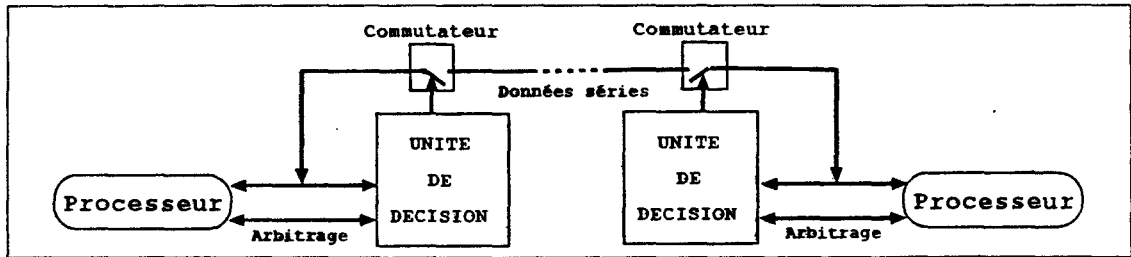 Commutateur
Commutateur
Données séries
UNITE
DE
DECISION
UNITE
DE
DECISION
Processeur
Arbitrage
Arbitrage
Processeur